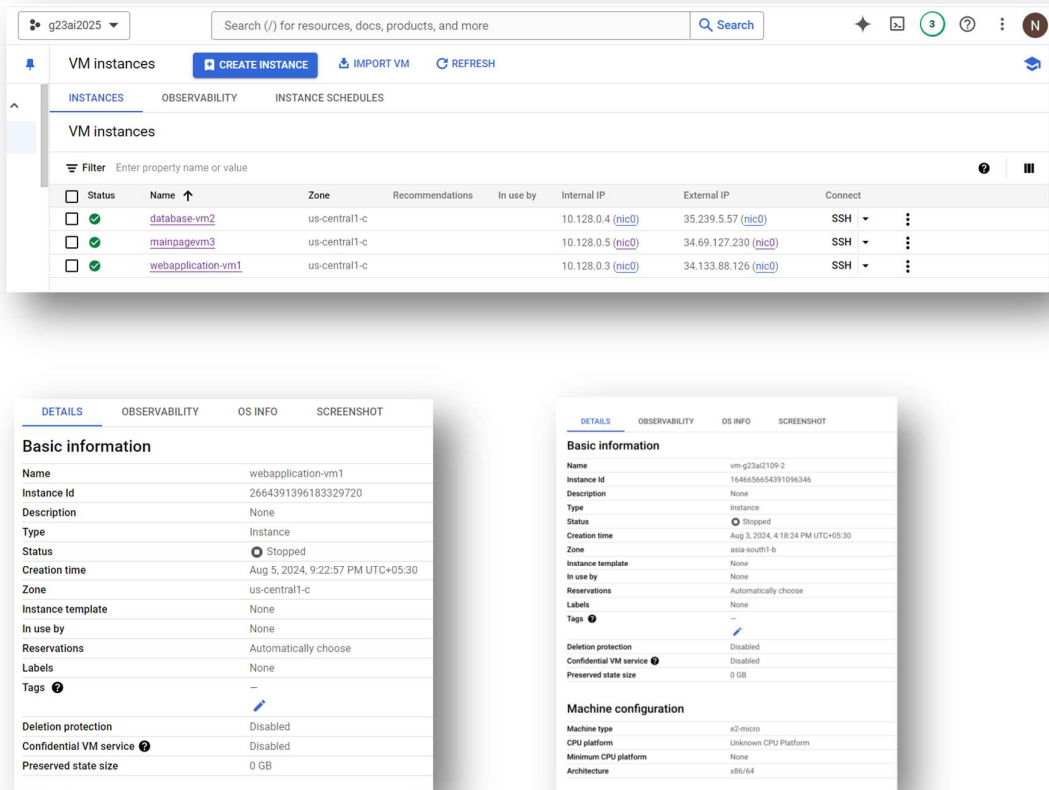 g23ai2025 Search (/) for resources, docs, products, and more Search 3 N
VM instances CREATE INSTANCE IMPORT VM REFRESH
INSTANCES OBSERVABILITY INSTANCE SCHEDULES
VM instances
Filter Enter property name or value
Status Name Zone Recommendations In use by Internal IP External IP Connect
database-vm2 us-central1-c 10.128.0.4 (nic0) 35.239.5.57 (nic0) SSH
mainpagevm3 us-central1-c 10.128.0.5 (nic0) 34.69.127.230 (nic0) SSH
webapplication-vm1 us-central1-c 10.128.0.3 (nic0) 34.133.88.126 (nic0) SSH
DETAILS OBSERVABILITY OS INFO SCREENSHOT
Basic information
Name webapplication-vm1
Instance Id 2664391396183329720
Description None
Type Instance
Status Stopped
Creation time Aug 5, 2024, 9:22:57 PM UTC+05:30
Zone us-central1-c
Instance template None
In use by None
Reservations Automatically choose
Labels None
Tags –
Deletion protection Disabled
Confidential VM service Disabled
Preserved state size 0 GB
DETAILS OBSERVABILITY OS INFO SCREENSHOT
Basic information
Name vm-g23ai2109-2
Instance Id 1646656654391096346
Description None
Type Instance
Status Stopped
Creation time Aug 3, 2024, 4:18:24 PM UTC+05:30
Zone asia-south1-b
Instance template None
In use by None
Reservations Automatically choose
Labels None
Tags –
Deletion protection Disabled
Confidential VM service Disabled
Preserved state size 0 GB
Machine configuration
Machine type e2-micro
CPU platform Unknown CPU Platform
Minimum CPU platform None
Architecture x86/64